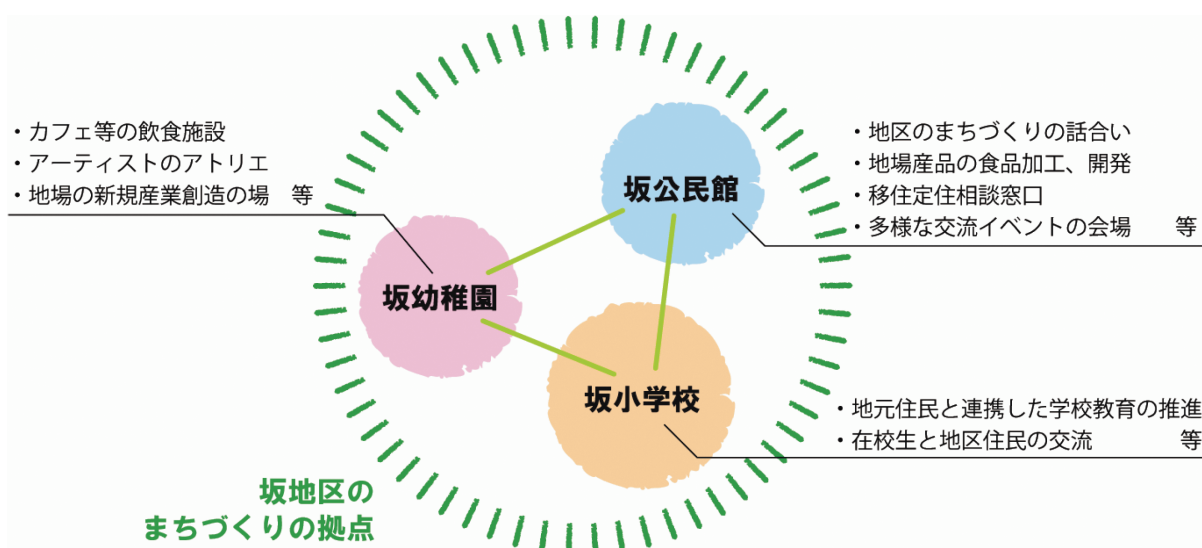 ・カフェ等の飲食施設
・アーティストのアトリエ
・地場の新規産業創造の場　等
坂公民館
・地区のまちづくりの話合い
・地場産品の食品加工、開発
・移住定住相談窓口
・多様な交流イベントの会場　　等
坂幼稚園
坂小学校
・地元住民と連携した学校教育の推進
・在校生と地区住民の交流　　　　等
坂地区の
まちづくりの拠点